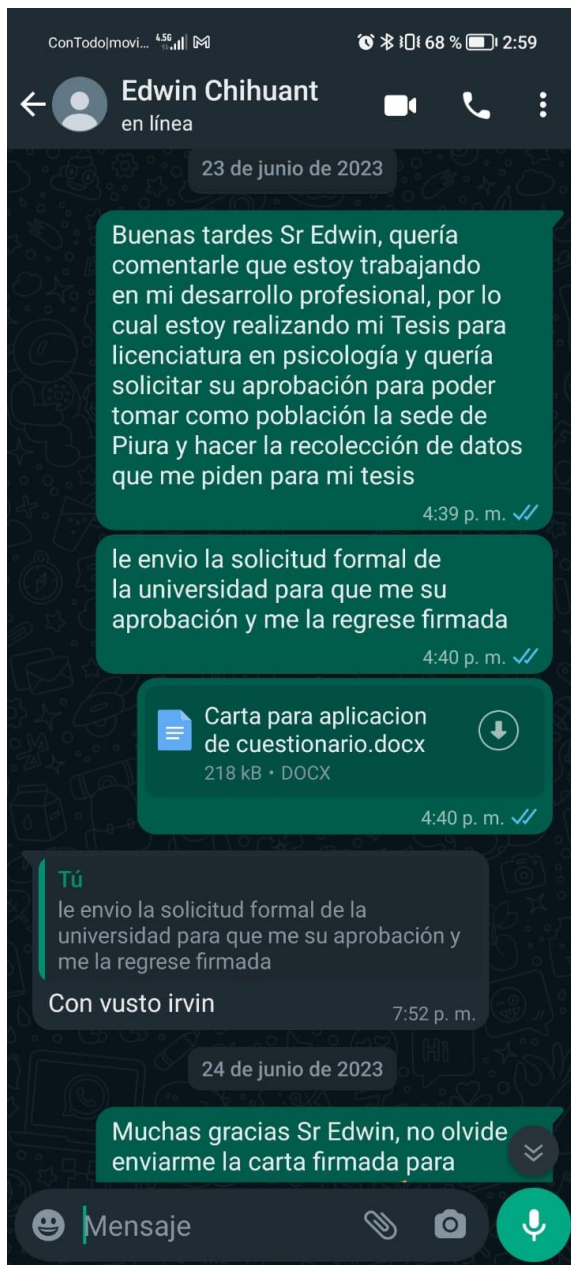 ConTodo|movi... 4.5G 68 % 2:59
Edwin Chihuant
en línea
23 de junio de 2023
Buenas tardes Sr Edwin, quería
comentarle que estoy trabajando
en mi desarrollo profesional, por lo
cual estoy realizando mi Tesis para
licenciatura en psicología y quería
solicitar su aprobación para poder
tomar como población la sede de
Piura y hacer la recolección de datos
que me piden para mi tesis
4:39 p. m.
le envio la solicitud formal de
la universidad para que me su
aprobación y me la regrese firmada
4:40 p. m.
Carta para aplicacion
de cuestionario.docx
218 kB • DOCX
4:40 p. m.
Tú
le envio la solicitud formal de la
universidad para que me su aprobación y
me la regrese firmada
Con vusto irvin
7:52 p. m.
24 de junio de 2023
Muchas gracias Sr Edwin, no olvide
enviarme la carta firmada para
Mensaje